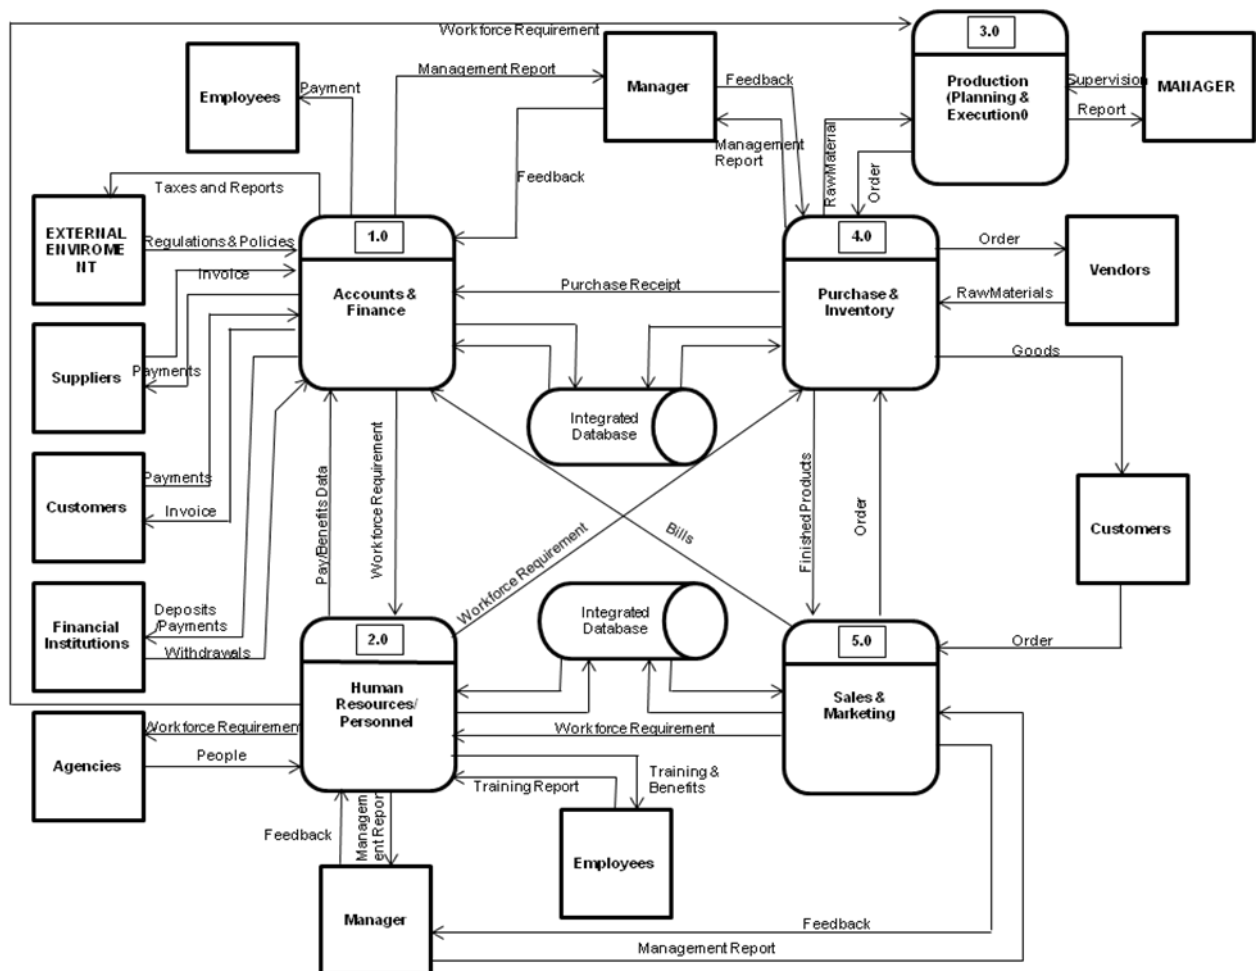 Workforce Requirement
3.0
Production
(Planning &
Execution0
Supervision
MANAGER
Report
Employees
Payment
Management Report
Manager
Feedback
Management
Report
Feedback
RawMaterial
Order
Taxes and Reports
EXTERNAL
ENVIROME
NT
Regulations & Policies
Invoice
1.0
Accounts &
Finance
4.0
Purchase &
Inventory
Order
Vendors
RawMaterials
Purchase Receipt
Goods
Suppliers
Payments
Integrated
Database
Customers
Payments
Invoice
Pay/Benefits Data
Workforce Requirement
Workforce Requirement
Bills
Finished Products
Order
Customers
Financial
Institutions
Deposits
/Payments
Withdrawals
2.0
Human
Resources/
Personnel
Integrated
Database
5.0
Sales &
Marketing
Order
Agencies
Workforce Requirement
People
Workforce Requirement
Training Report
Training &
Benefits
Feedback
Managem
ent Report
Employees
Manager
Feedback
Management Report